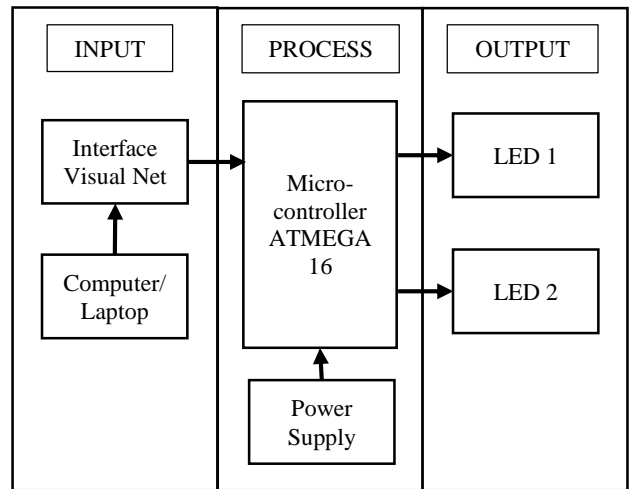 INPUT
PROCESS
OUTPUT
Interface
Visual Net
Computer/
Laptop
Micro-
controller
ATMEGA
16
Power
Supply
LED 1
LED 2